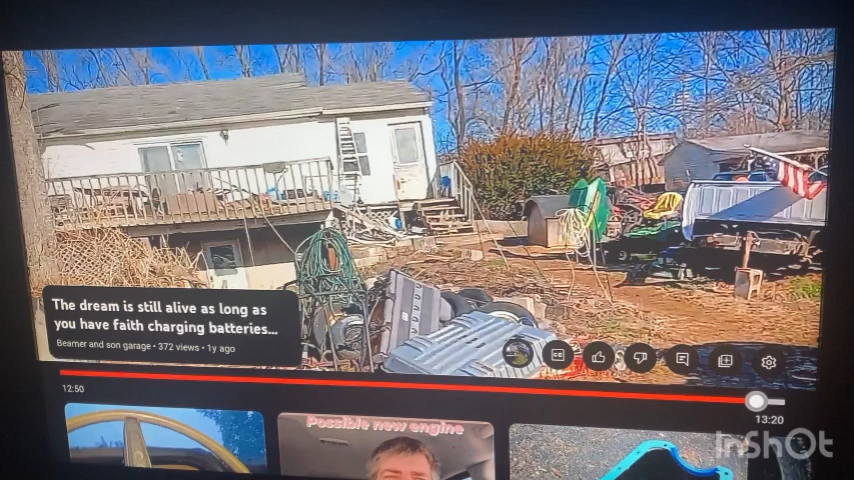 The dream is still alive as long as
you have faith charging batteries...
Beamer and son garage • 372 views • 1y ago
CC
12:50
13:20
Possible new engine
InShOt